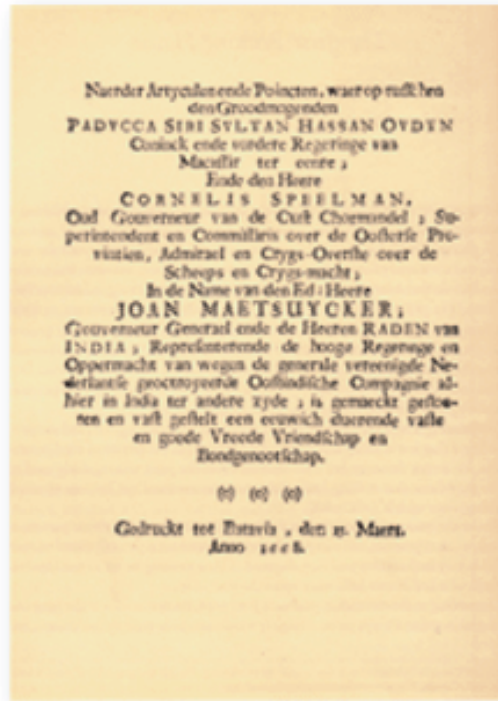 Naerder Artyculen ende Poincten, waer op tusschen
den Grootmogenden
PADUCCA SIRI SULTAN HASSAN OUDYN
Coninck ende vordere Regeringe van
Macassar ter eenre;
Ende den Heere
CORNELIS SPEELMAN,
Oud Gouverneur van de Cust Choromandel; Su-
perintendent en Commissaris over de Oosterse Pro-
vintien, Admirael en Crygs-Overste over de
Scheeps en Crygs-macht;
In de Name van den Ed: Heere
JOAN MAETSUYCKER;
Gouverneur Generael ende de Heeren RADEN van
INDIA; Representerende de hooge Regeringe en
Oppermacht van wegen de generale vereenigde Ne-
derlantse geoctroyeerde Oostindische Compagnie al-
hier in India ter andere zyde; is gemaeckt geslo-
ten en vast gestelt een eeuwich duerende vaste
en goede Vreede Vriendschap en
Bondgenootschap.
(c) (o) (o)
Gedruckt tot Batavia, den Maert.
Anno